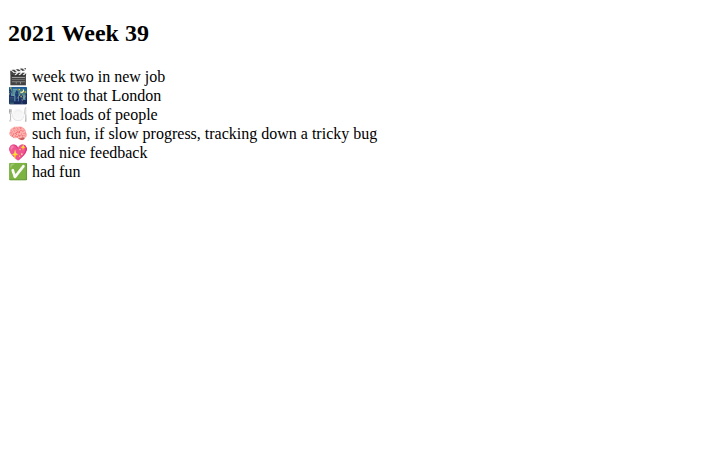 2021 Week 39
🎬 week two in new job
🌃 went to that London
🍽️ met loads of people
🧠 such fun, if slow progress, tracking down a tricky bug
💖 had nice feedback
✅ had fun